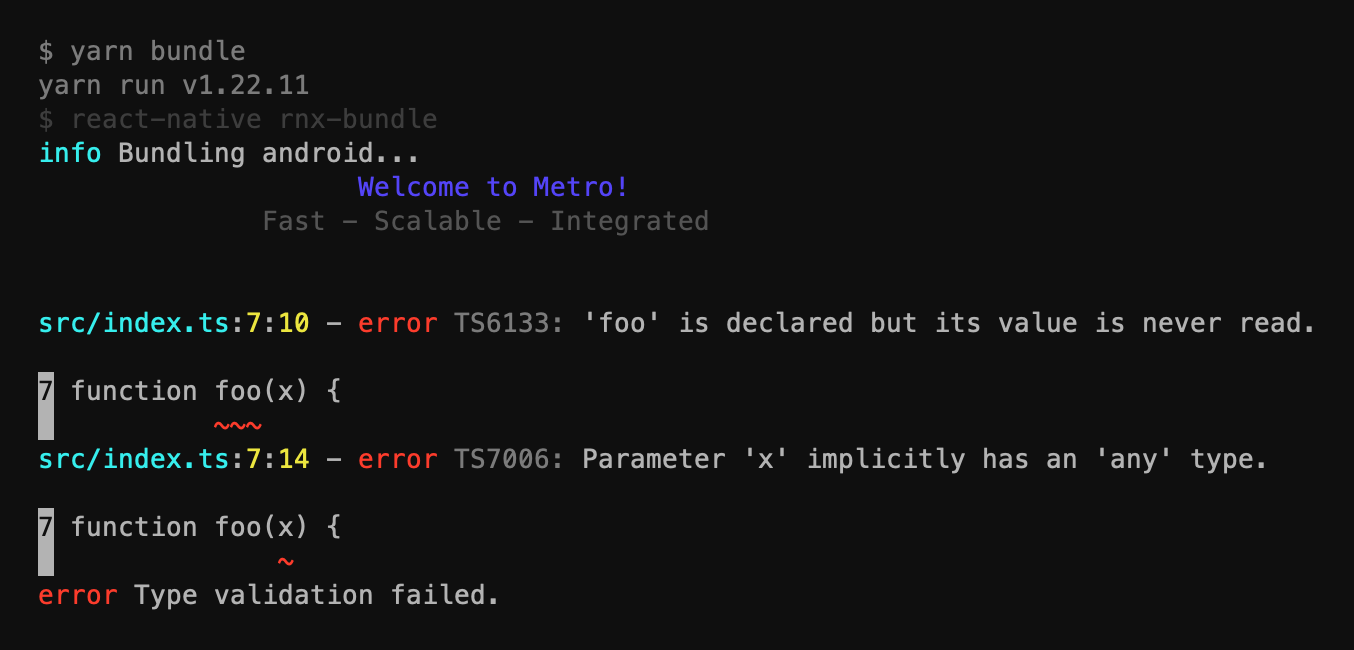 $ yarn bundle
yarn run v1.22.11
$ react-native rnx-bundle
info Bundling android...
Welcome to Metro!
Fast - Scalable - Integrated
src/index.ts:7:10 - error TS6133: 'foo' is declared but its value is never read.
7 function foo(x) {
~~~
src/index.ts:7:14 - error TS7006: Parameter 'x' implicitly has an 'any' type.
7 function foo(x) {
~
error Type validation failed.